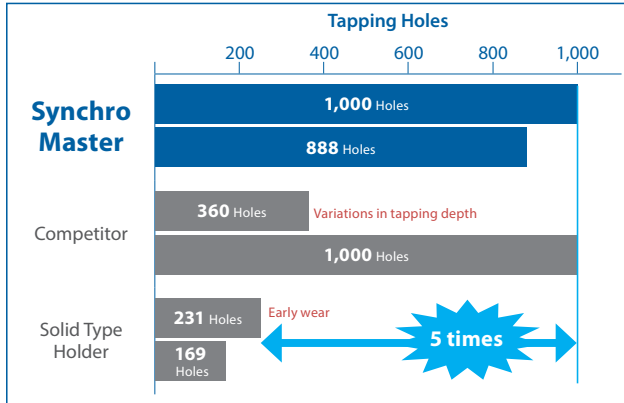 Tapping Holes
200 400 600 800 1,000
Synchro
Master
1,000 Holes
888 Holes
Competitor
360 Holes
Variations in tapping depth
1,000 Holes
Solid Type
Holder
231 Holes
Early wear
169
Holes
5 times